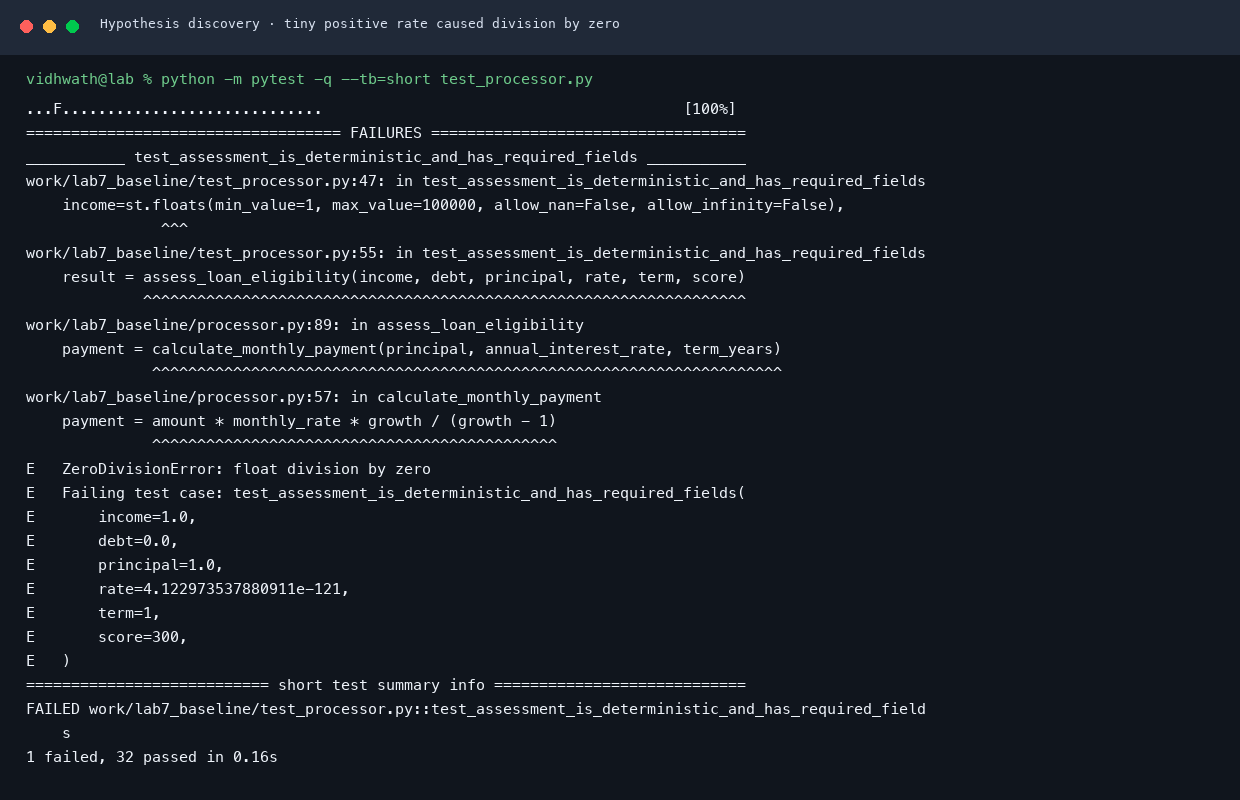 Hypothesis discovery · tiny positive rate caused division by zero
vidhwath@lab % python -m pytest -q --tb=short test_processor.py
...F............................. [100%]
=================================== FAILURES ===================================
___________ test_assessment_is_deterministic_and_has_required_fields ___________
work/lab7_baseline/test_processor.py:47: in test_assessment_is_deterministic_and_has_required_fields
    income=st.floats(min_value=1, max_value=100000, allow_nan=False, allow_infinity=False),
               ^^^
work/lab7_baseline/test_processor.py:55: in test_assessment_is_deterministic_and_has_required_fields
    result = assess_loan_eligibility(income, debt, principal, rate, term, score)
             ^^^^^^^^^^^^^^^^^^^^^^^^^^^^^^^^^^^^^^^^^^^^^^^^^^^^^^^^^^^^^^^^^^^
work/lab7_baseline/processor.py:89: in assess_loan_eligibility
    payment = calculate_monthly_payment(principal, annual_interest_rate, term_years)
              ^^^^^^^^^^^^^^^^^^^^^^^^^^^^^^^^^^^^^^^^^^^^^^^^^^^^^^^^^^^^^^^^^^^^^^
work/lab7_baseline/processor.py:57: in calculate_monthly_payment
    payment = amount * monthly_rate * growth / (growth - 1)
              ^^^^^^^^^^^^^^^^^^^^^^^^^^^^^^^^^^^^^^^^^^^^^
E   ZeroDivisionError: float division by zero
E   Failing test case: test_assessment_is_deterministic_and_has_required_fields(
E       income=1.0,
E       debt=0.0,
E       principal=1.0,
E       rate=4.122973537880911e-121,
E       term=1,
E       score=300,
E   )
=========================== short test summary info ============================
FAILED work/lab7_baseline/test_processor.py::test_assessment_is_deterministic_and_has_required_field
    s
1 failed, 32 passed in 0.16s